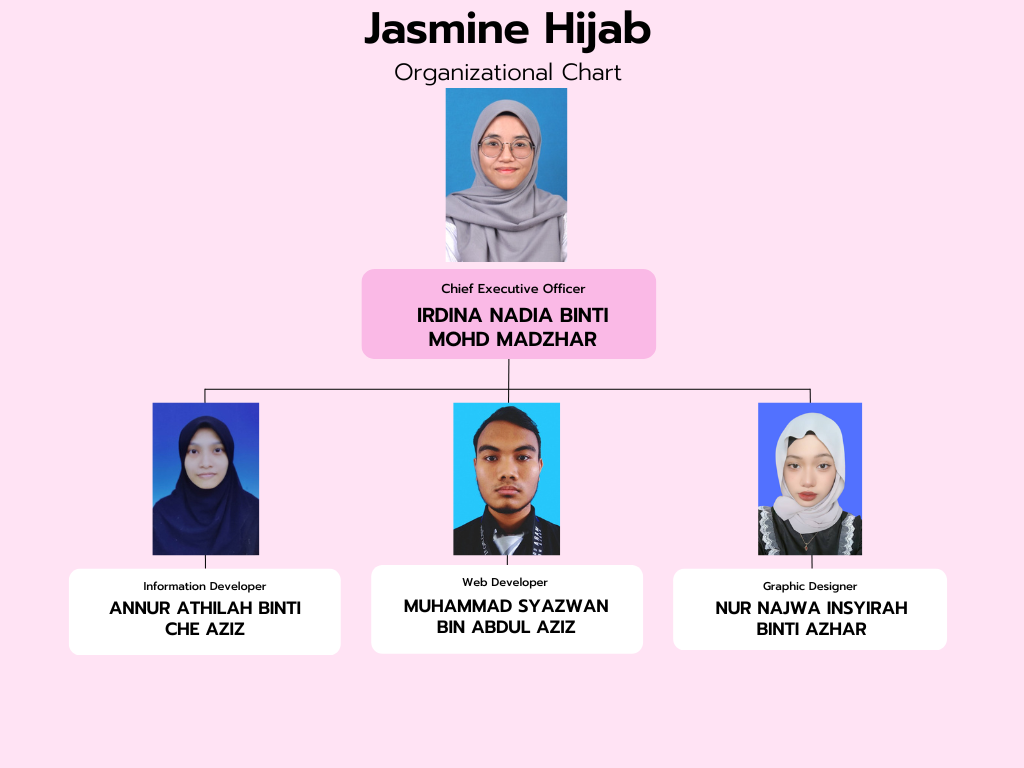 Jasmine Hijab
Organizational Chart
Chief Executive Officer
IRDINA NADIA BINTI
MOHD MADZHAR
Information Developer
ANNUR ATHILAH BINTI
CHE AZIZ
Web Developer
MUHAMMAD SYAZWAN
BIN ABDUL AZIZ
Graphic Designer
NUR NAJWA INSYIRAH
BINTI AZHAR